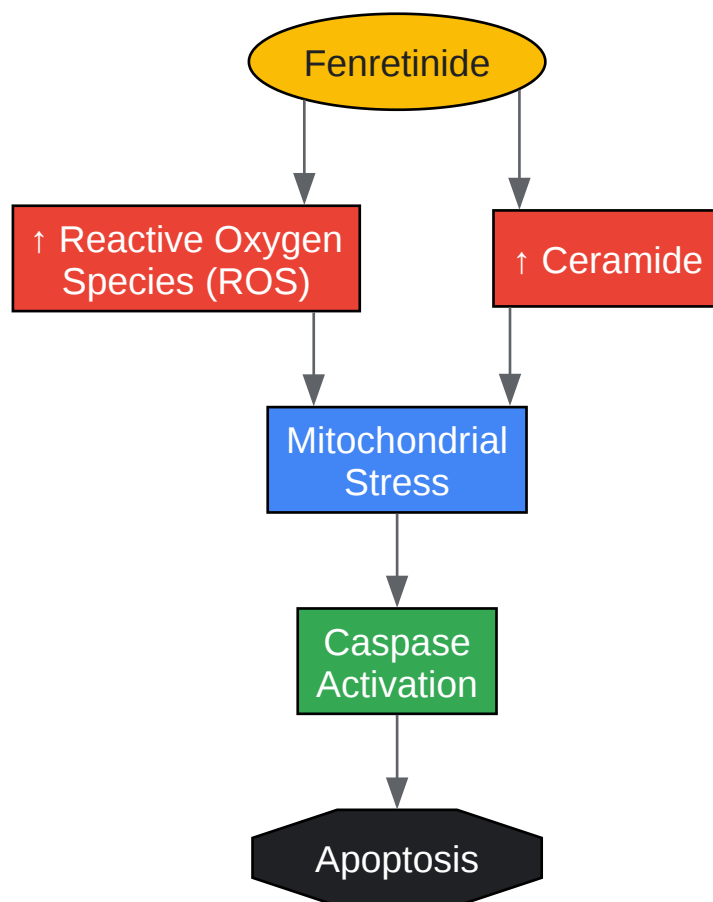 Fenretinide
↑ Reactive Oxygen
Species (ROS)
↑ Ceramide
Mitochondrial
Stress
Caspase
Activation
Apoptosis